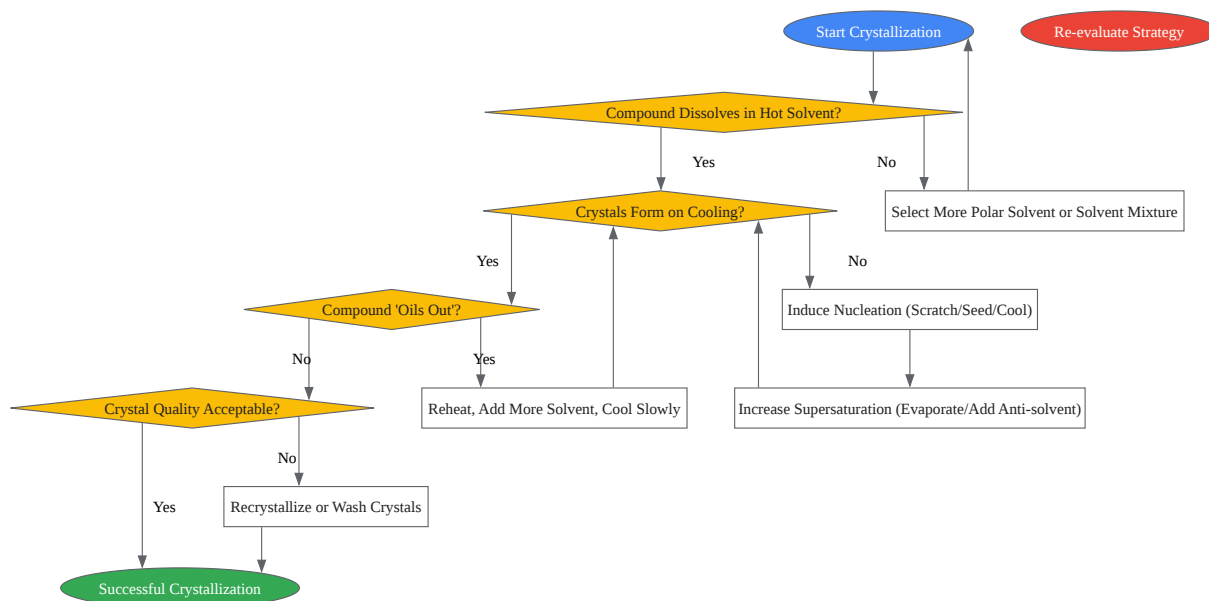 Start Crystallization
Re-evaluate Strategy
Compound Dissolves in Hot Solvent?
Yes
No
Crystals Form on Cooling?
Select More Polar Solvent or Solvent Mixture
Yes
No
Compound 'Oils Out'?
Induce Nucleation (Scratch/Seed/Cool)
No
Yes
Crystal Quality Acceptable?
Reheat, Add More Solvent, Cool Slowly
Increase Supersaturation (Evaporate/Add Anti-solvent)
No
Yes
Recrystallize or Wash Crystals
Successful Crystallization